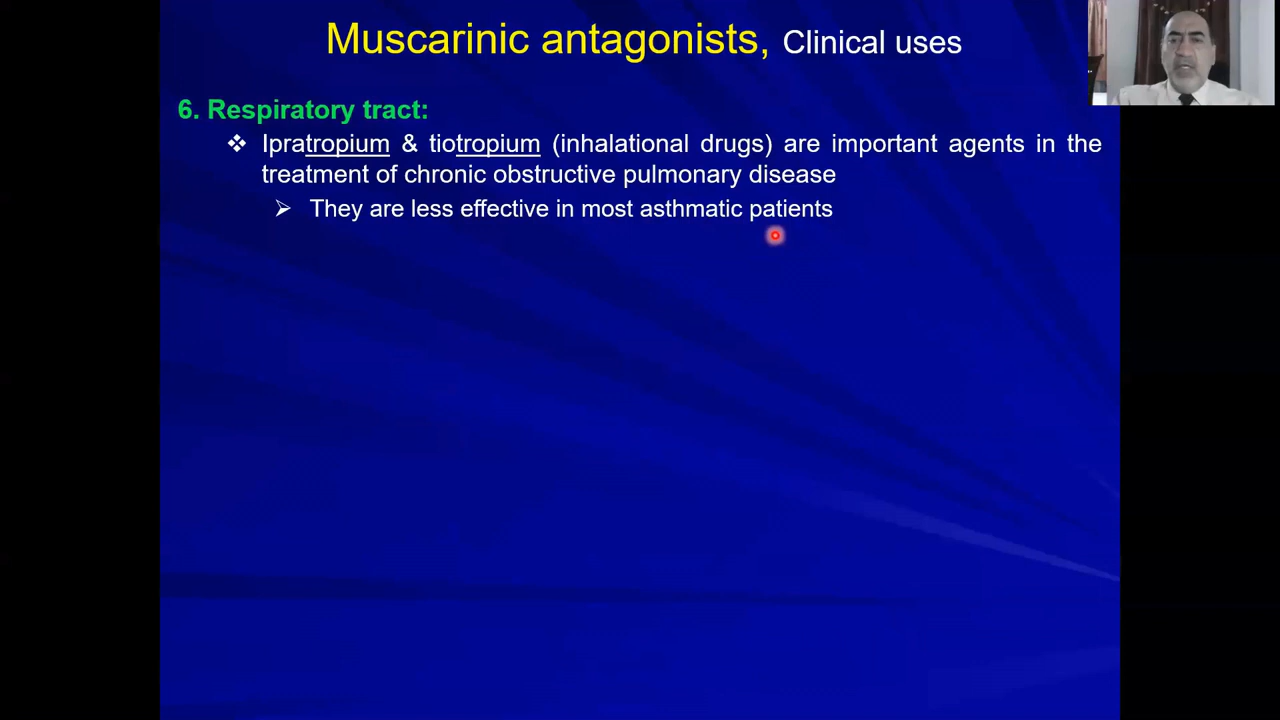 Muscarinic antagonists, Clinical uses
6. Respiratory tract:
❖ Ipratropium & tiotropium (inhalational drugs) are important agents in the
treatment of chronic obstructive pulmonary disease
➢ They are less effective in most asthmatic patients